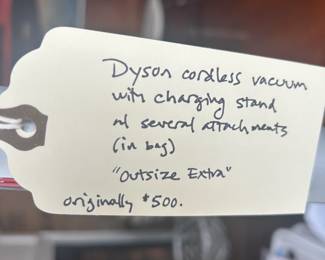 Dyson cordless vacuum
with charging stand
w/ several attachments
(in bag)
"Outsize Extra"
originally $500.